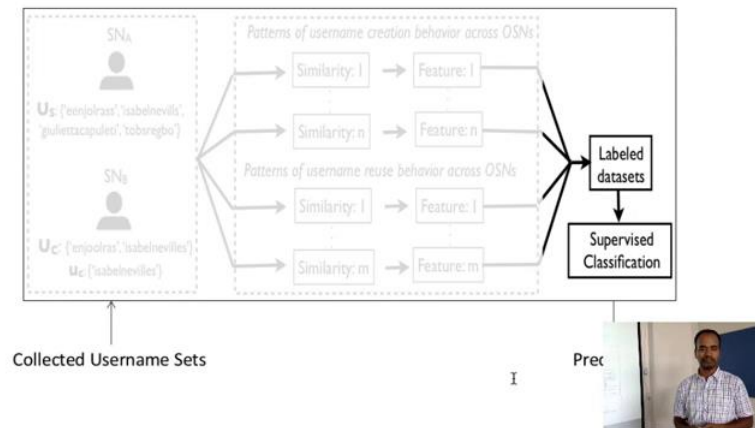 Patterns of username creation behavior across OSNs
SNA
Us: {'eenjolrass','isabelnevills',
'giuliettacapuleti','tobsregbo'}
SNB
Uc: {'enjoolras','isabelnevilles'}
uc: {'isabelnevilles'}
Similarity: 1
Feature: 1
Similarity: n
Feature: n
Patterns of username reuse behavior across OSNs
Similarity: 1
Feature: 1
Similarity: m
Feature: m
Labeled
datasets
Supervised
Classification
Collected Username Sets
Pred